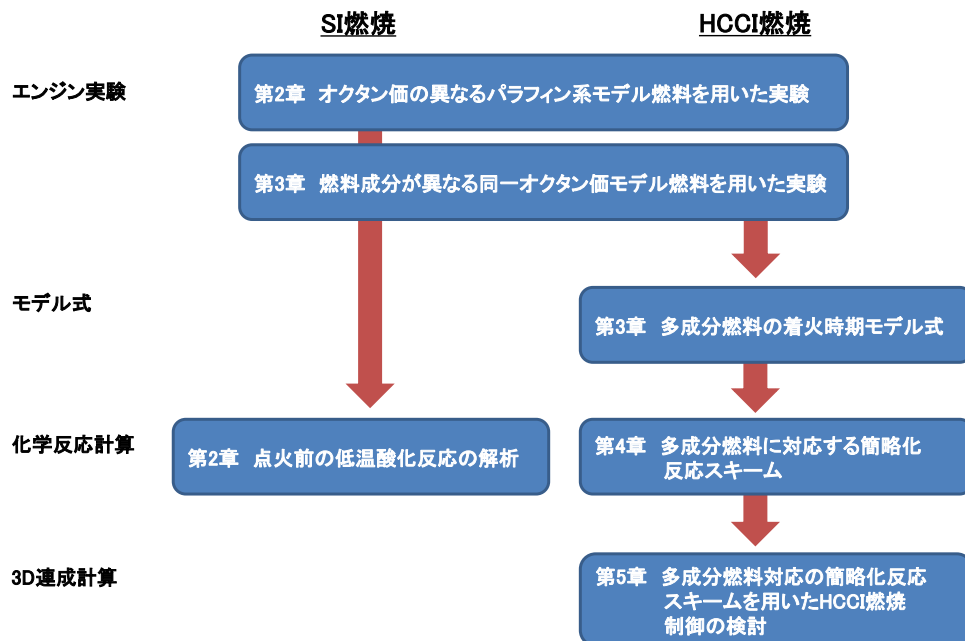 SI燃焼
HCCI燃焼
エンジン実験
第2章 オクタン価の異なるパラフィン系モデル燃料を用いた実験
第3章 燃料成分が異なる同一オクタン価モデル燃料を用いた実験
モデル式
第3章 多成分燃料の着火時期モデル式
化学反応計算
第2章 点火前の低温酸化反応の解析
第4章 多成分燃料に対応する簡略化
反応スキーム
3D連成計算
第5章 多成分燃料対応の簡略化反応
スキームを用いたHCCI燃焼
制御の検討